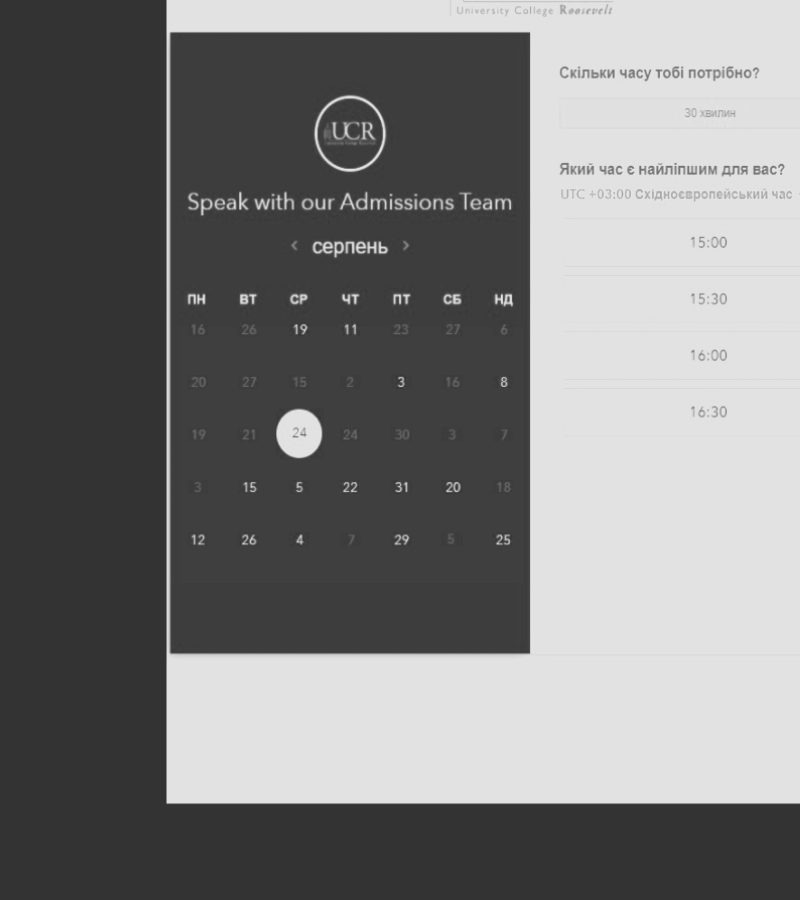 University College Roosevelt
UCR
Speak with our Admissions Team
серпень
ПН ВТ СР ЧТ ПТ СБ НД
16 26 19 11 23 27 6
20 27 15 2 3 16 8
19 21 24 24 30 3 7
3 15 5 22 31 20 18
12 26 4 7 29 5 25
Скільки часу тобі потрібно?
30 хвилин
Який час є найліпшим для вас?
UTC +03:00 Східноєвропейський час
15:00
15:30
16:00
16:30